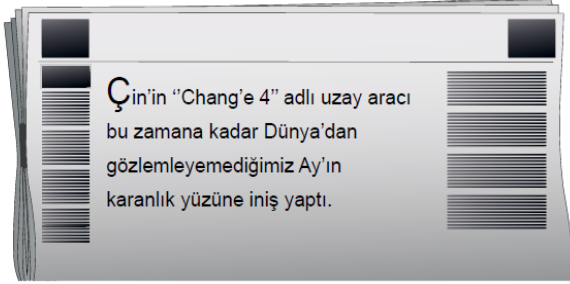 Çin'in ‘‘Chang’e 4’’ adlı uzay aracı
bu zamana kadar Dünya’dan
gözlemleyemediğimiz Ay’ın
karanlık yüzüne iniş yaptı.